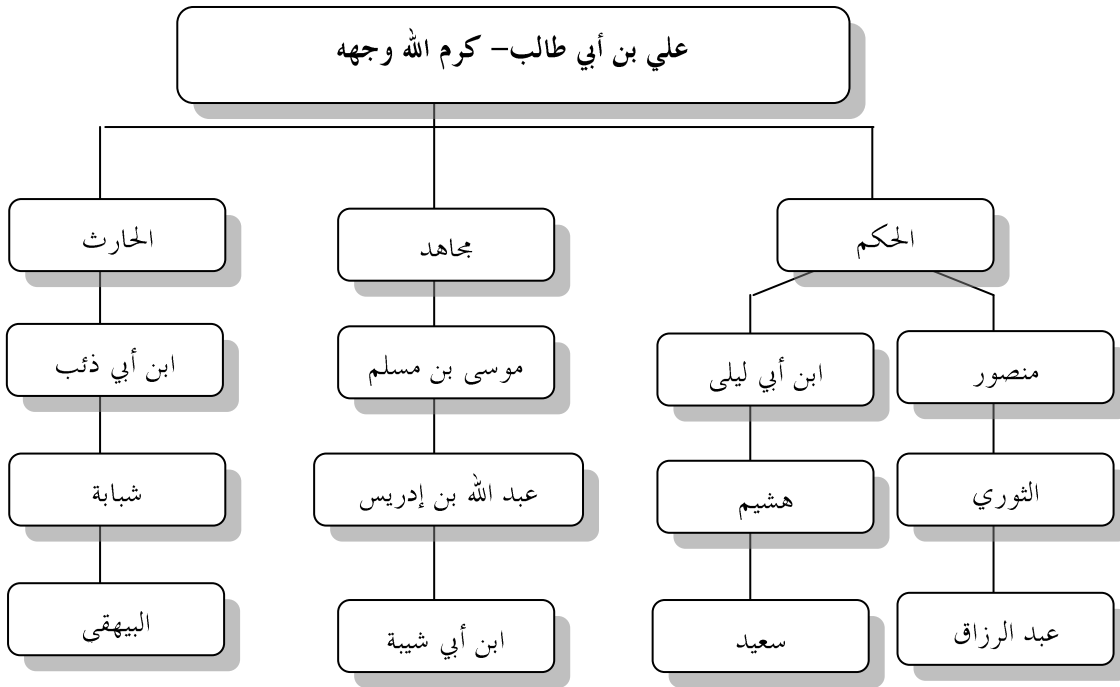 علي بن أبي طالب– كرم الله وجهه
الحكم
مجاهد
الحارث
منصور
ابن أبي ليلى
موسى بن مسلم
ابن أبي ذئب
الثوري
هشيم
عبد الله بن إدريس
شبابة
عبد الرزاق
سعيد
ابن أبي شيبة
البيهقى